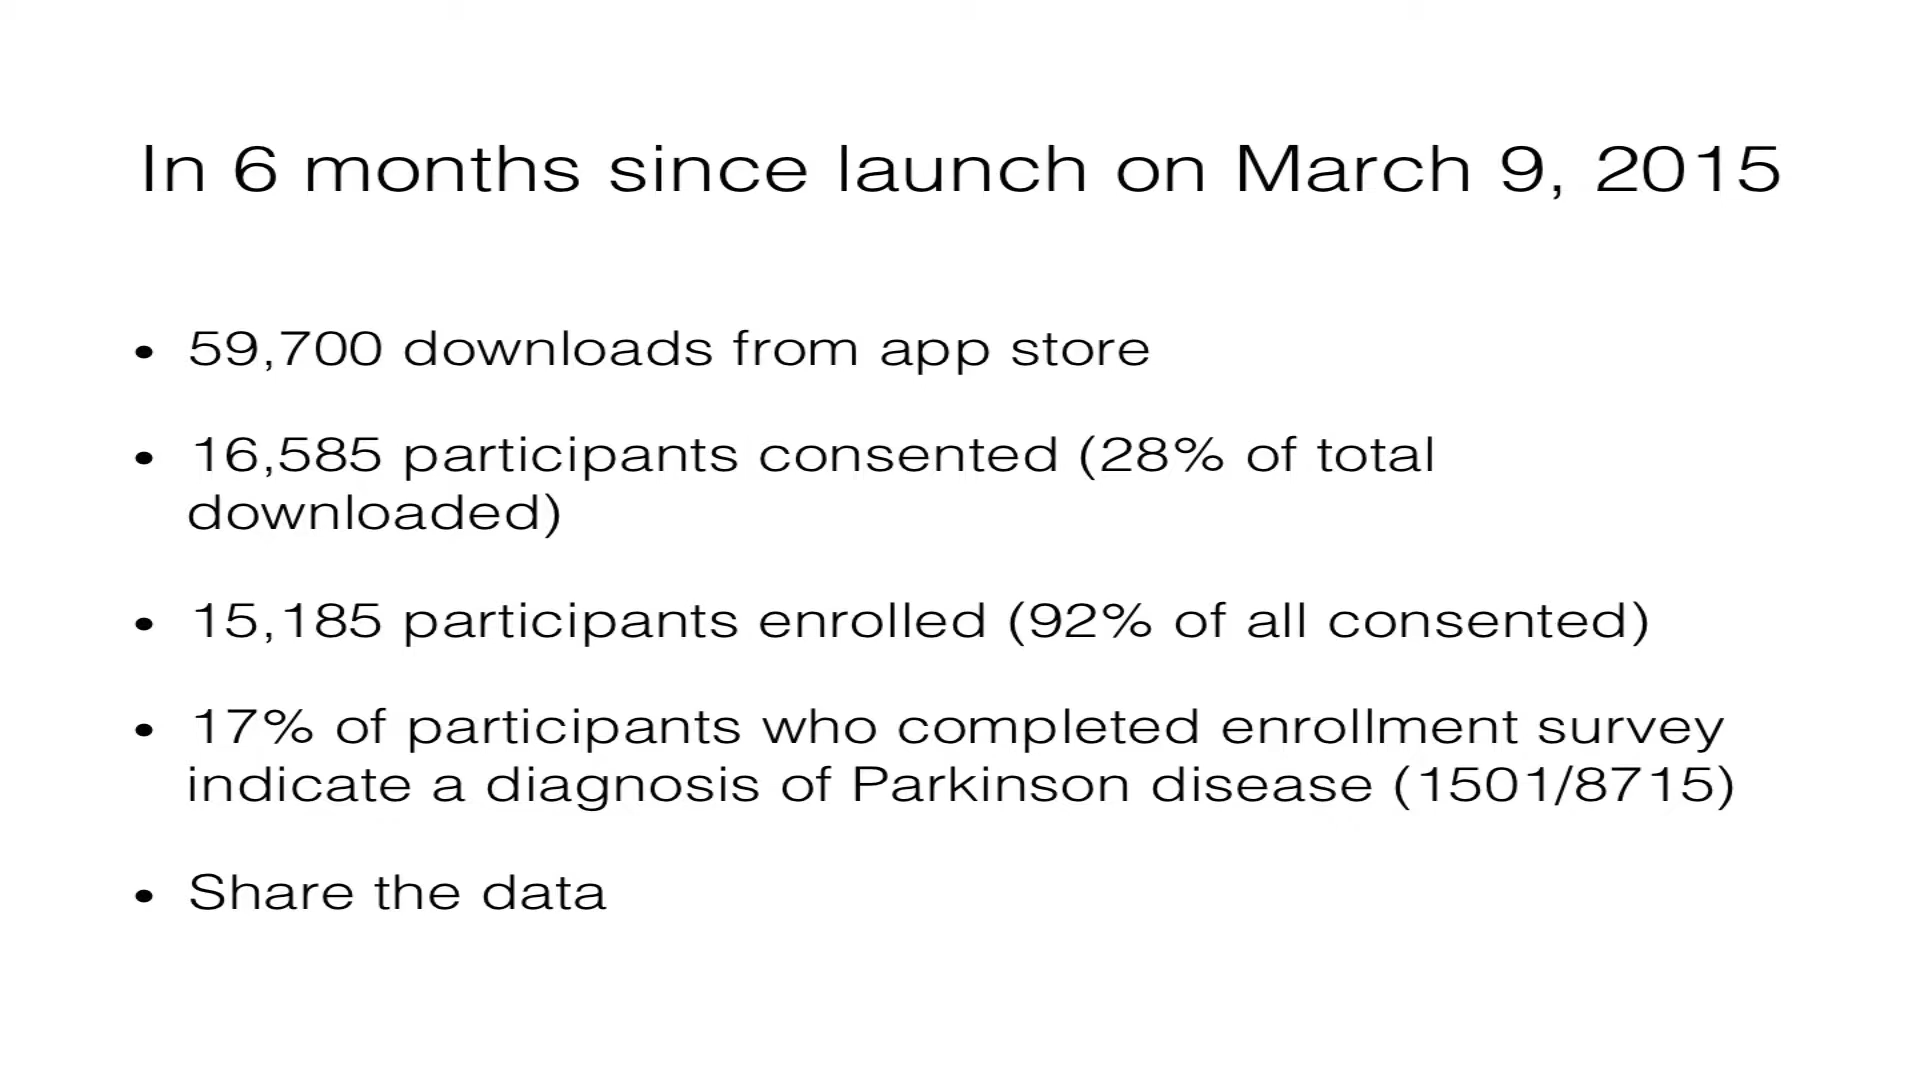 In 6 months since launch on March 9, 2015
• 59,700 downloads from app store
• 16,585 participants consented (28% of total
downloaded)
• 15,185 participants enrolled (92% of all consented)
• 17% of participants who completed enrollment survey
indicate a diagnosis of Parkinson disease (1501/8715)
• Share the data